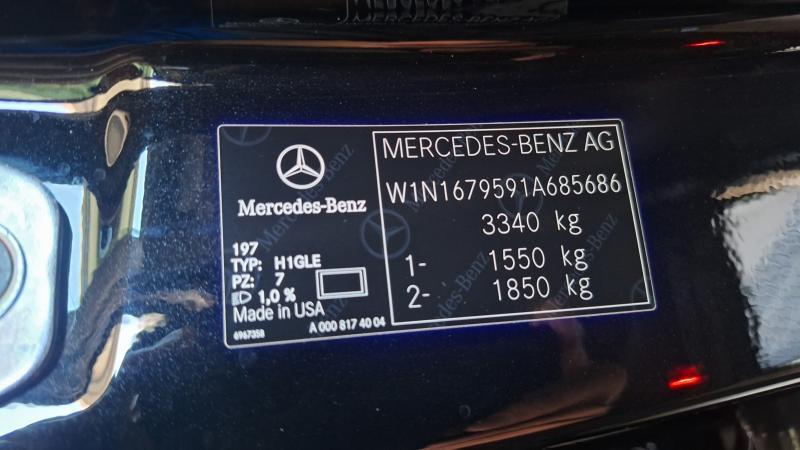 Mercedes-Benz
197
TYP: H1GLE
PZ: 7
1,0 %
Made in USA
6967358
A 000 817 40 04
MERCEDES-BENZ AG
W1N1679591A685686
3340 kg
1- 1550 kg
2- 1850 kg